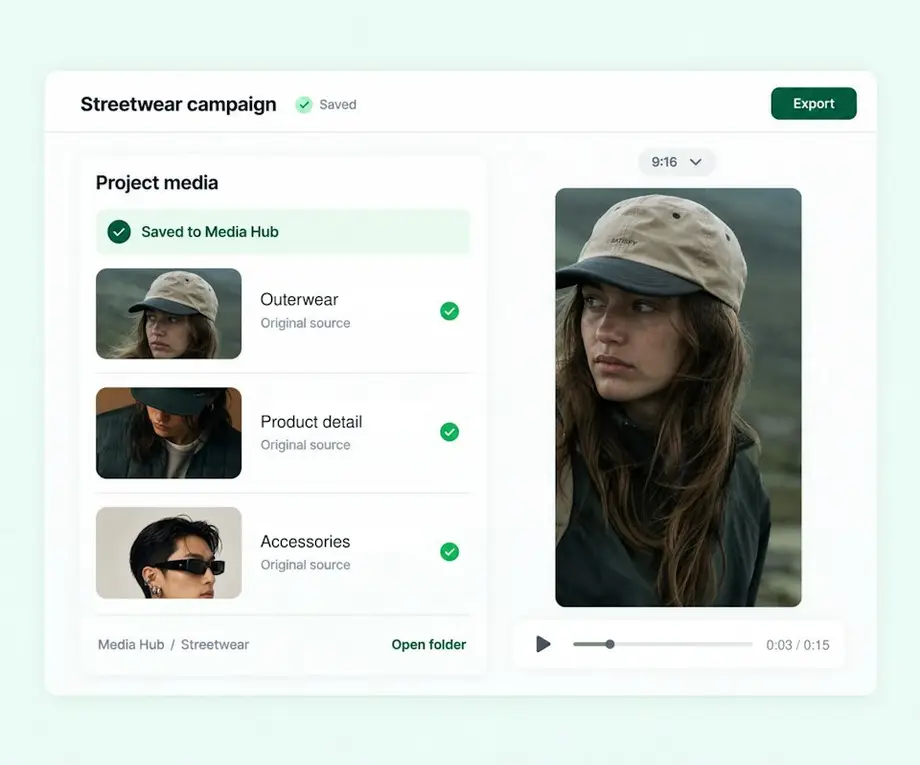 Streetwear campaign
Saved
Export
Project media
Saved to Media Hub
Outerwear
Original source
Product detail
Original source
Accessories
Original source
Media Hub / Streetwear
Open folder
9:16
SATISFY
0:03 / 0:15